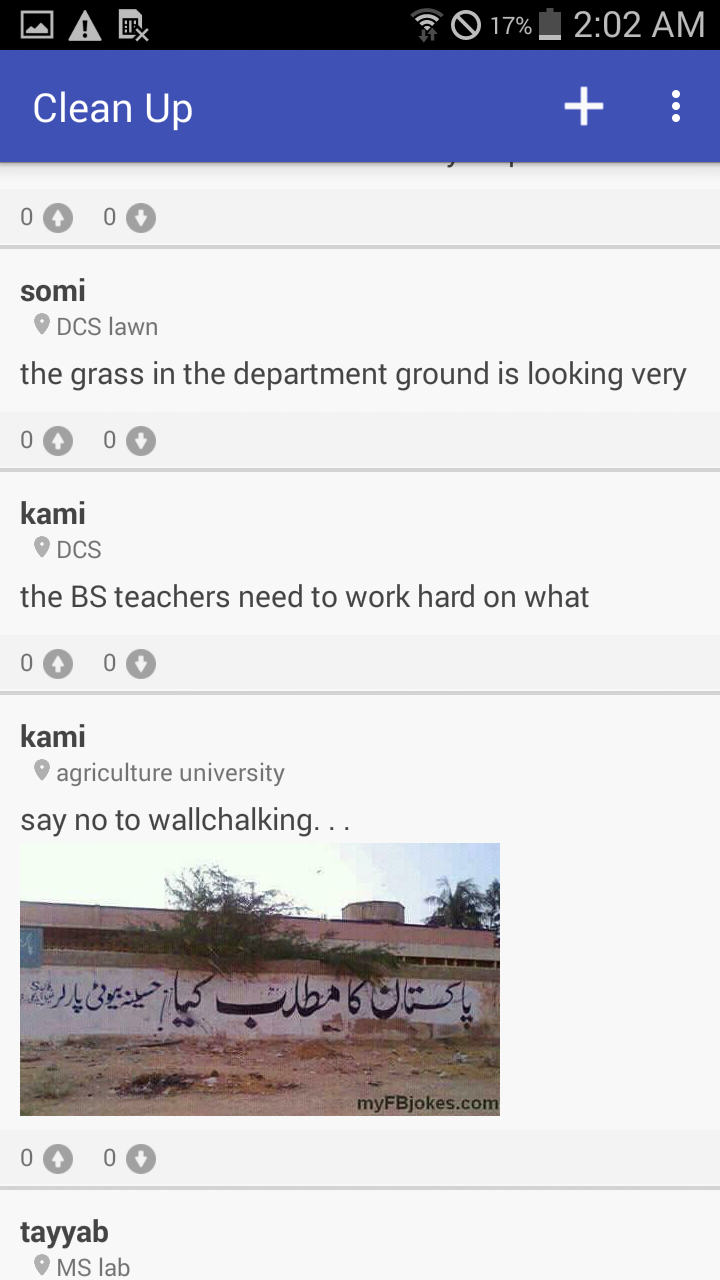 17% 2:02 AM
Clean Up
0 0
somi
DCS lawn
the grass in the department ground is looking very
0 0
kami
DCS
the BS teachers need to work hard on what
0 0
kami
agriculture university
say no to wallchalking. . .
پاکستان کا مطلب کیا حسینہ بیوٹی پارلر
myFBjokes.com
0 0
tayyab
MS lab